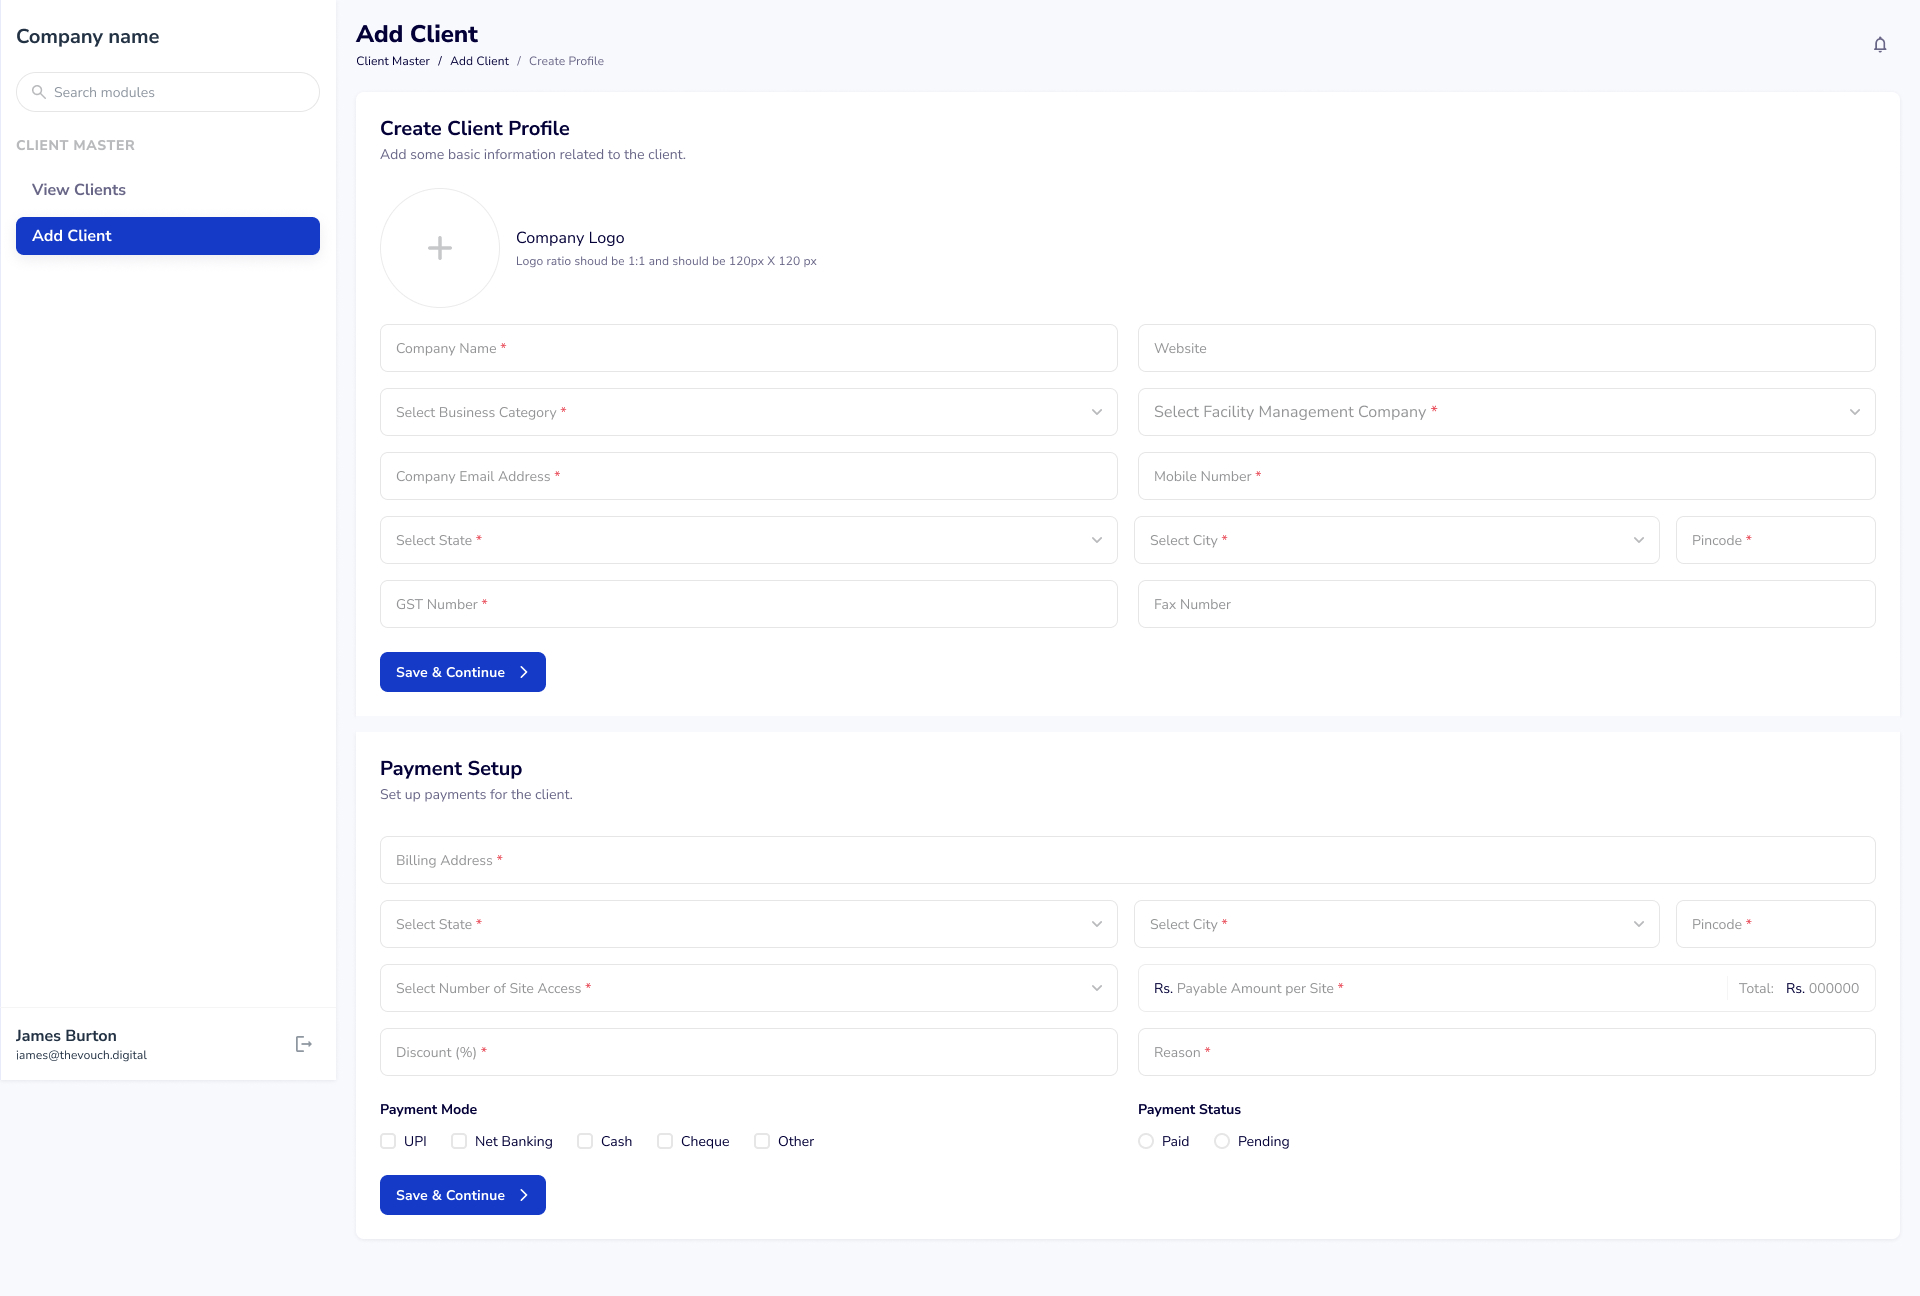 Company name
Search modules
CLIENT MASTER
View Clients
Add Client
James Burton
james@thevouch.digital
Add Client
Client Master / Add Client / Create Profile
Create Client Profile
Add some basic information related to the client.
Company Logo
Logo ratio shoud be 1:1 and should be 120px X 120 px
Company Name *
Website
Select Business Category *
Select Facility Management Company *
Company Email Address *
Mobile Number *
Select State *
Select City *
Pincode *
GST Number *
Fax Number
Save & Continue
Payment Setup
Set up payments for the client.
Billing Address *
Select State *
Select City *
Pincode *
Select Number of Site Access *
Rs. Payable Amount per Site *
Total: Rs. 000000
Discount (%) *
Reason *
Payment Mode
UPI
Net Banking
Cash
Cheque
Other
Payment Status
Paid
Pending
Save & Continue